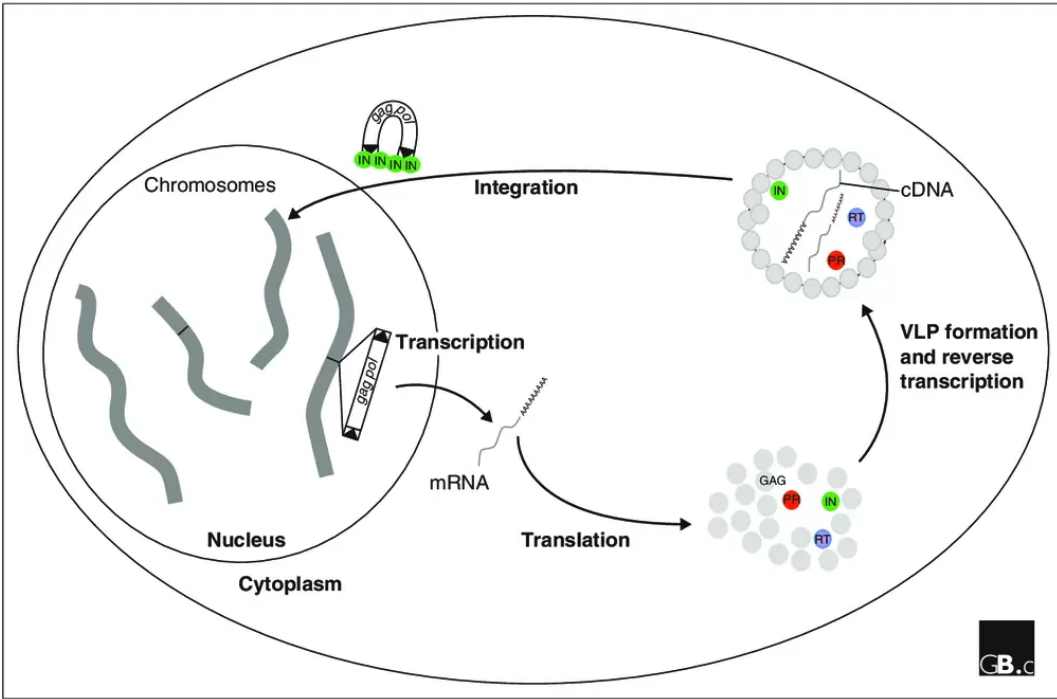 gag pol
IN IN IN IN
Chromosomes
Integration
IN
cDNA
RT
PR
Transcription
gag pol
VLP formation
and reverse
transcription
AAAAAAAAA
mRNA
GAG
PR
IN
RT
Nucleus
Translation
Cytoplasm
GB.c